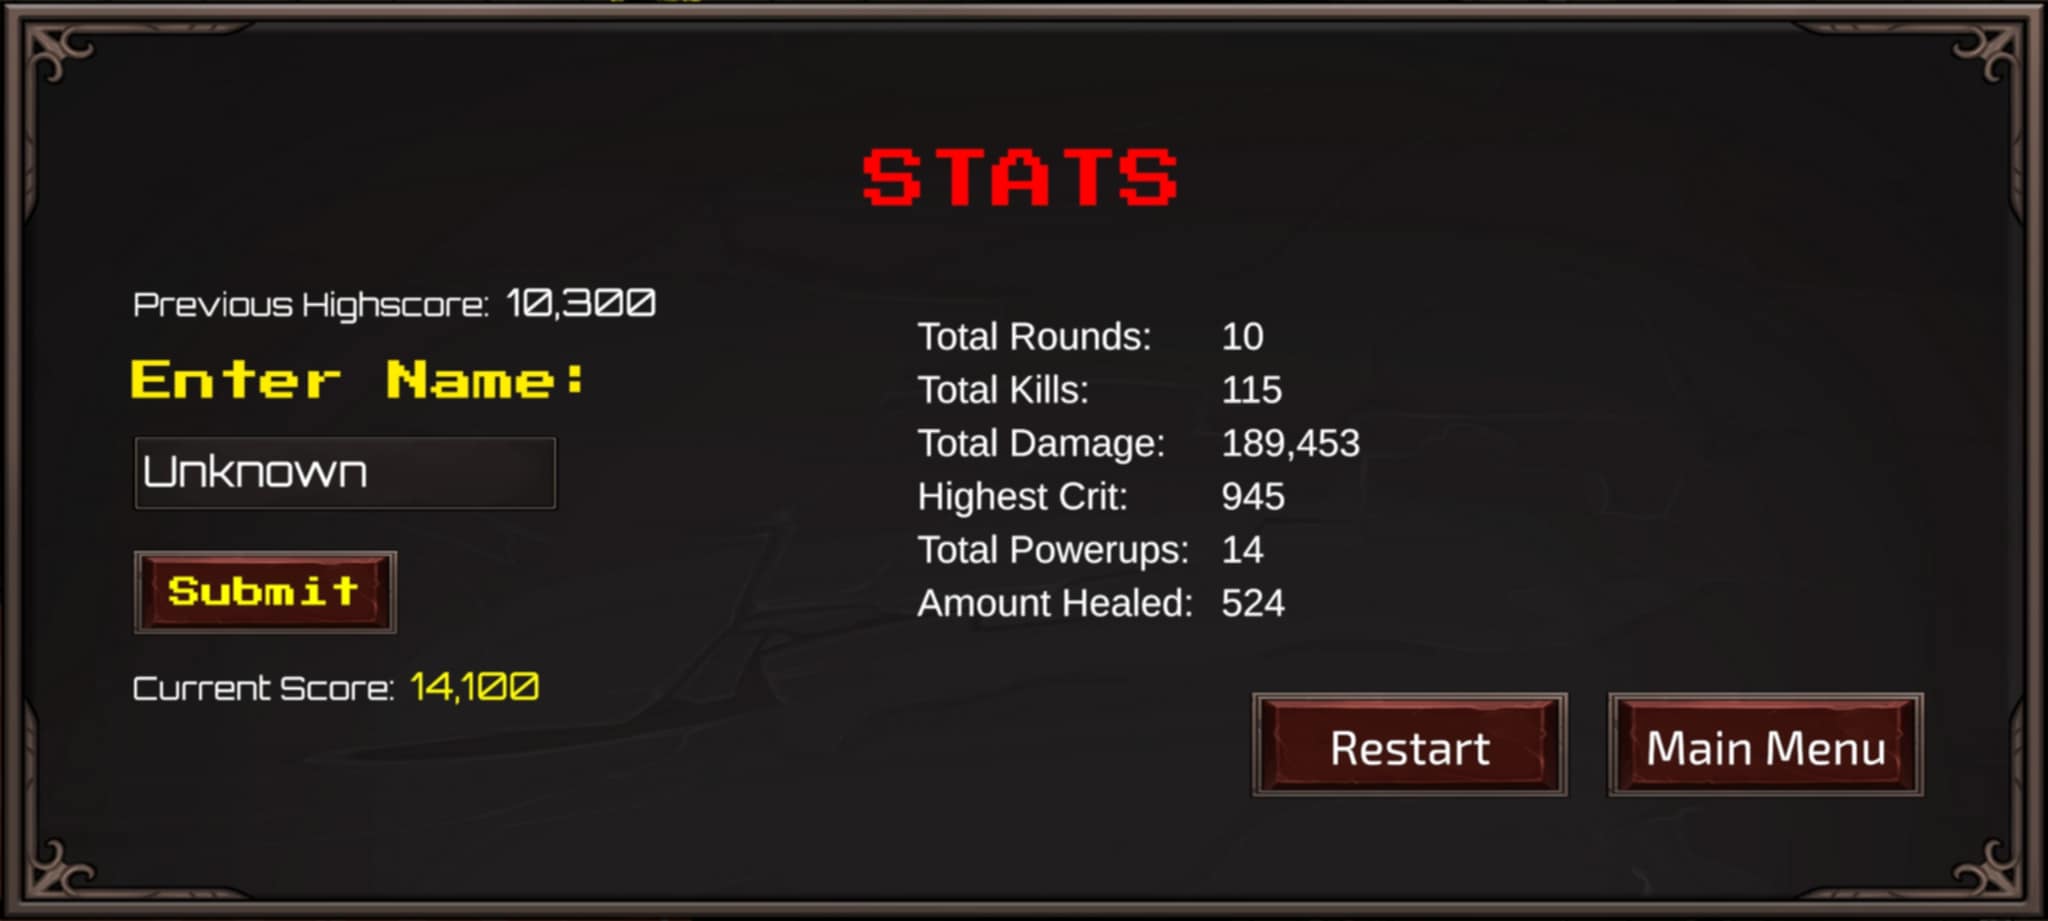 STATS
Previous Highscore: 10,300
Enter Name:
Unknown
Submit
Current Score: 14,100
Total Rounds: 10
Total Kills: 115
Total Damage: 189,453
Highest Crit: 945
Total Powerups: 14
Amount Healed: 524
Restart
Main Menu